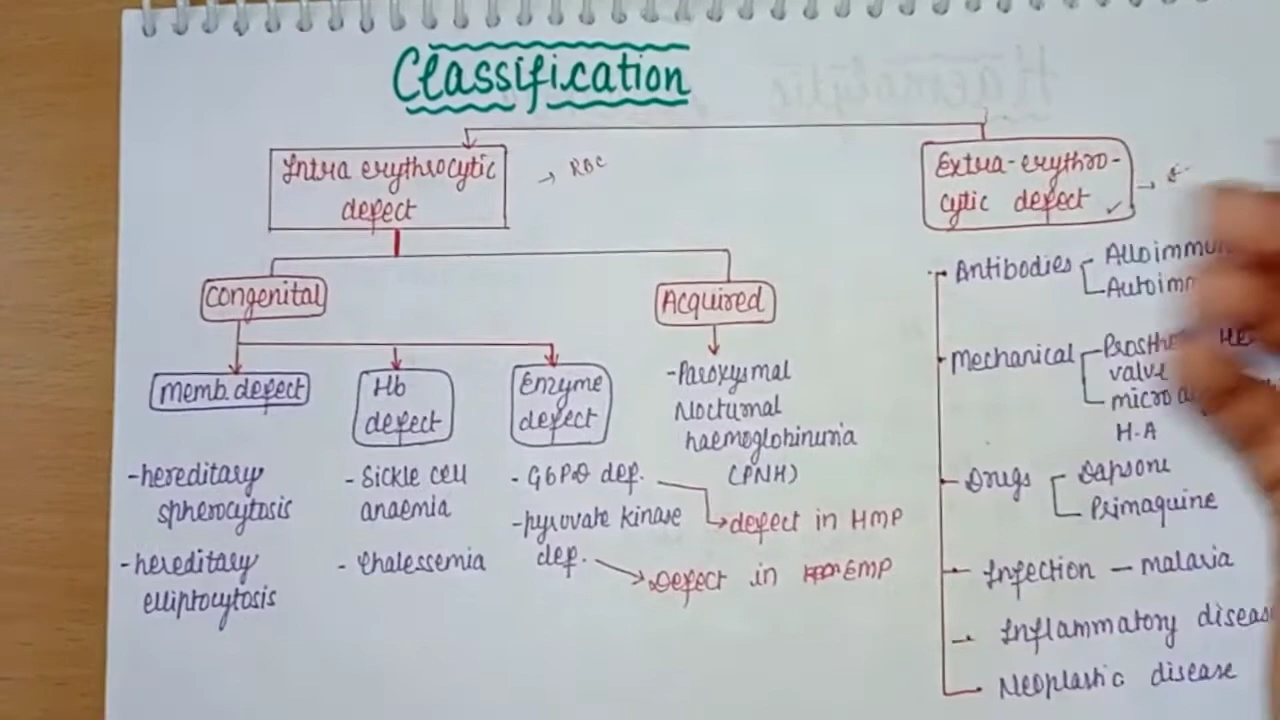 Classification
Intra erythrocytic
defect
→ RBC
Extra-erythro-
cytic defect ✓
Congenital
Acquired
Memb. defect
Hb
defect
Enzyme
defect
-hereditary
spherocytosis
-hereditary
elliptocytosis
- Sickle cell
anaemia
- Thalessemia
- G6PD def.
-pyruvate kinase
def.
-Paroxysmal
Nocturnal
haemoglobinuria
(PNH)
→defect in HMP
→Defect in EMP
Antibodies
Mechanical
valve
micro
H-A
Drugs
Dapsone
Primaquine
Infection - malaria
Inflammatory
Neoplastic disease